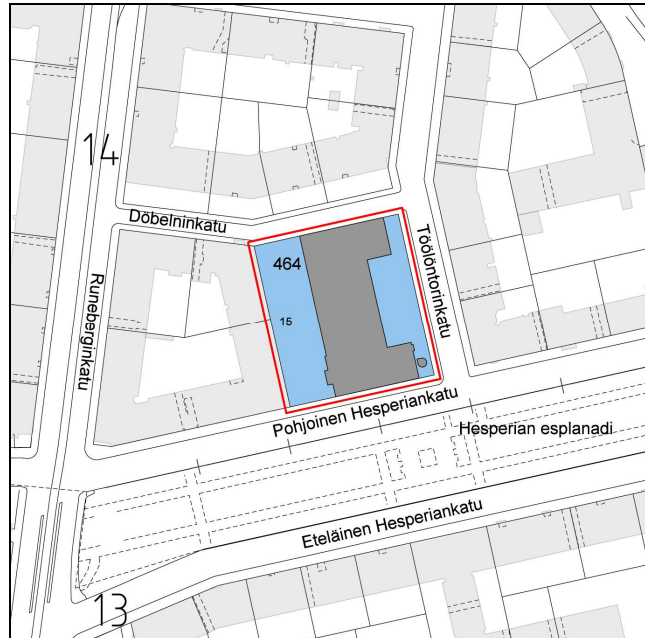 14
Döbelninkatu
Töölöntorinkatu
464
15
Runeberginkatu
Pohjoinen Hesperiankatu
Hesperian esplanadi
Eteläinen Hesperiankatu
13